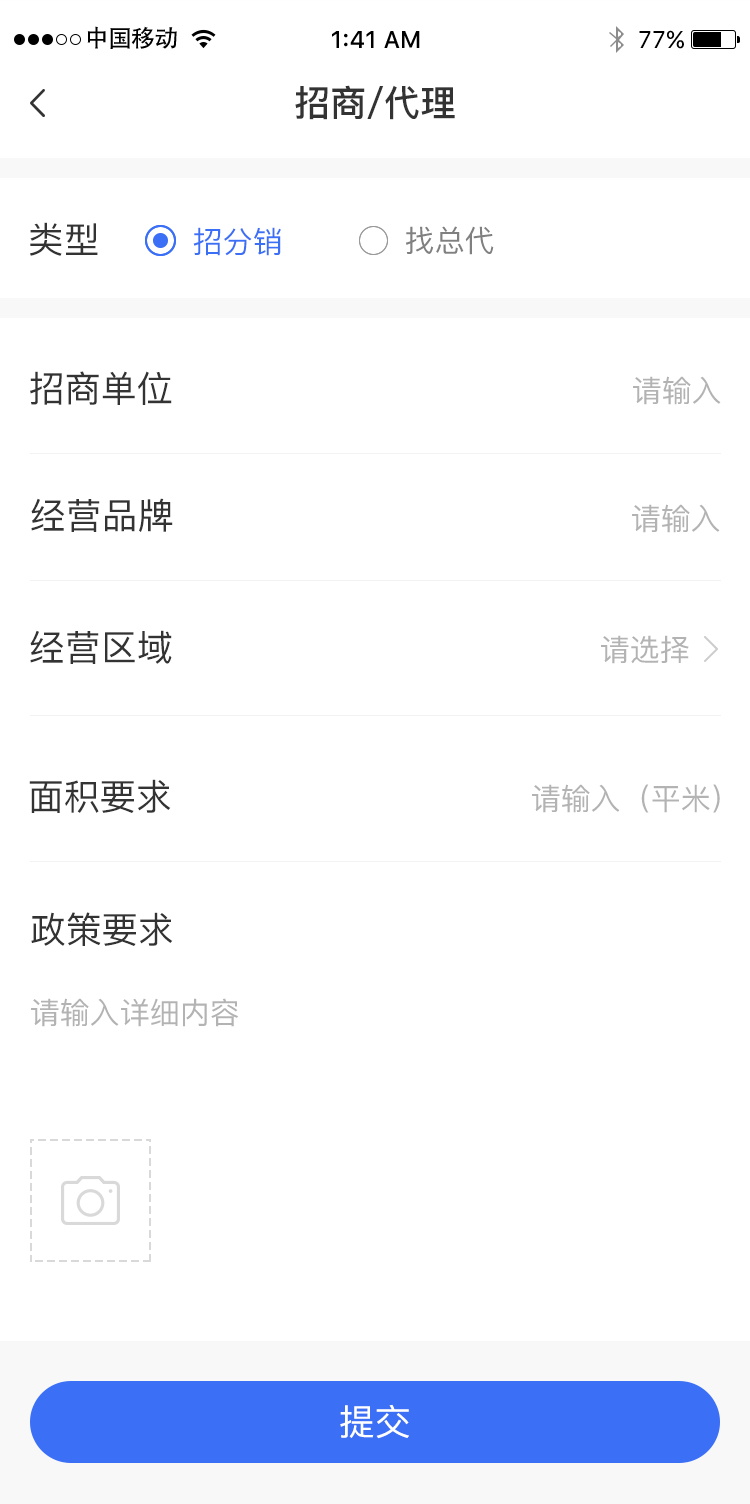 中国移动 1:41 AM 77%
招商/代理
类型 招分销 找总代
招商单位 请输入
经营品牌 请输入
经营区域 请选择
面积要求 请输入（平米）
政策要求
请输入详细内容
提交